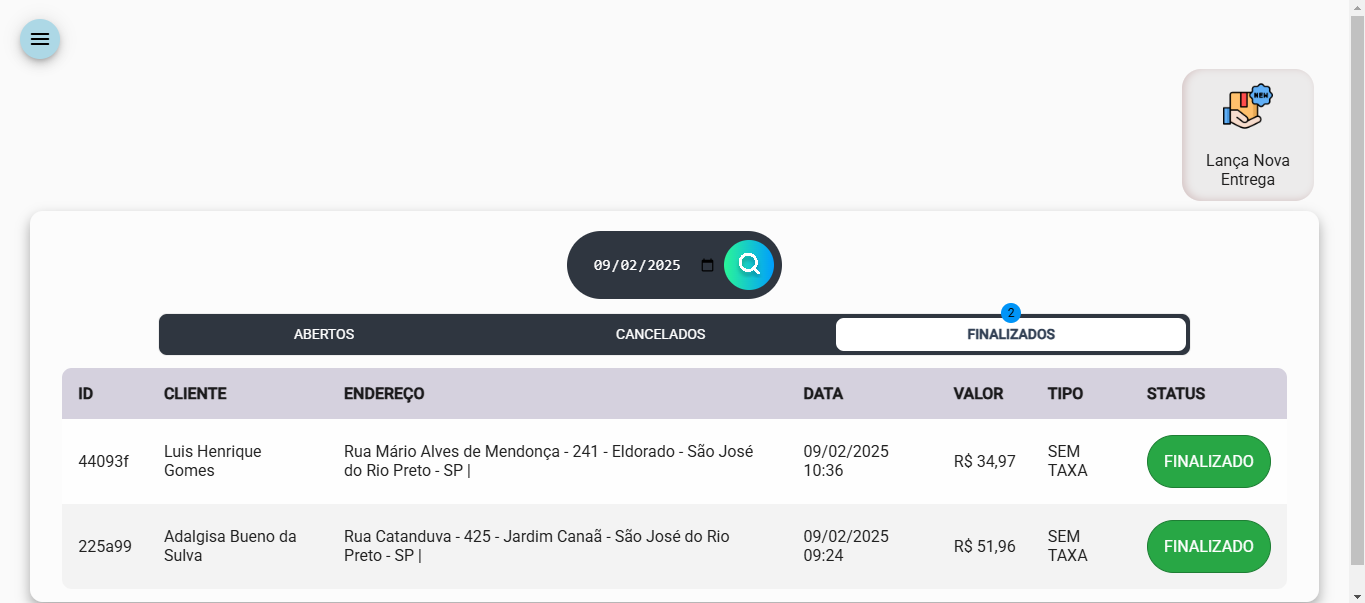 NEW
Lança Nova
Entrega
09/02/2025
2
ABERTOS CANCELADOS FINALIZADOS
ID CLIENTE ENDEREÇO DATA VALOR TIPO STATUS
44093f Luis Henrique Gomes Rua Mário Alves de Mendonça - 241 - Eldorado - São José do Rio Preto - SP | 09/02/2025 10:36 R$ 34,97 SEM TAXA FINALIZADO
225a99 Adalgisa Bueno da Sulva Rua Catanduva - 425 - Jardim Canaã - São José do Rio Preto - SP | 09/02/2025 09:24 R$ 51,96 SEM TAXA FINALIZADO